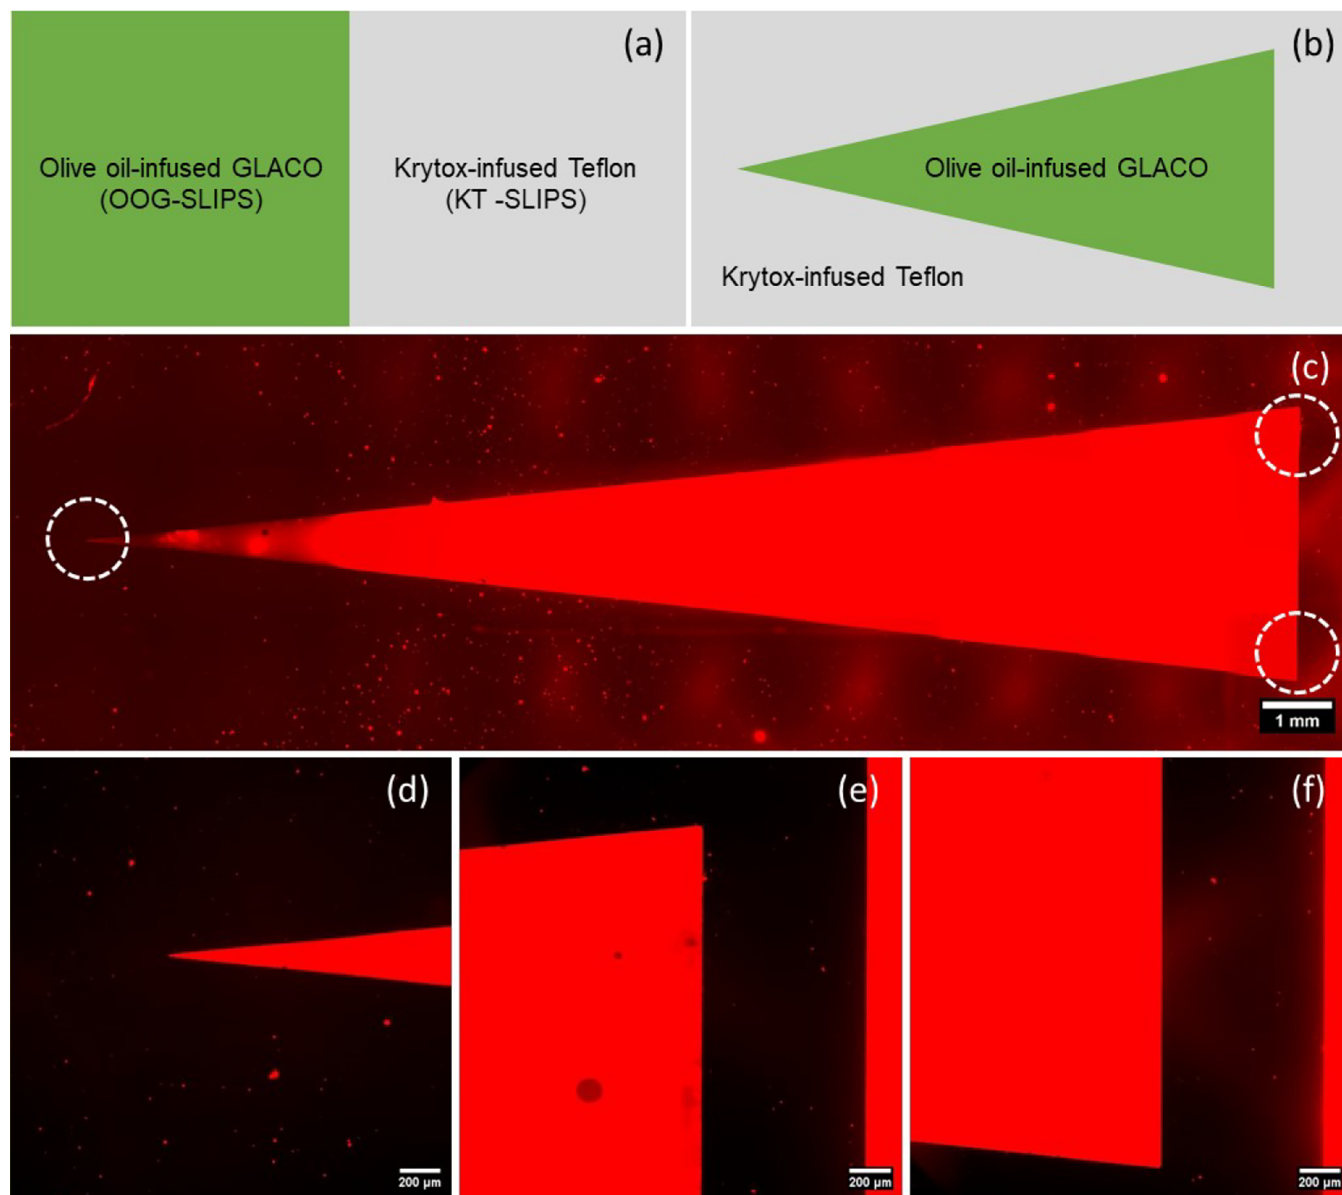 (a)
Olive oil-infused GLACO
(OOG-SLIPS)
Krytox-infused Teflon
(KT -SLIPS)
(b)
Olive oil-infused GLACO
Krytox-infused Teflon
(c)
1 mm
(d)
200 µm
(e)
200 µm
(f)
200 µm